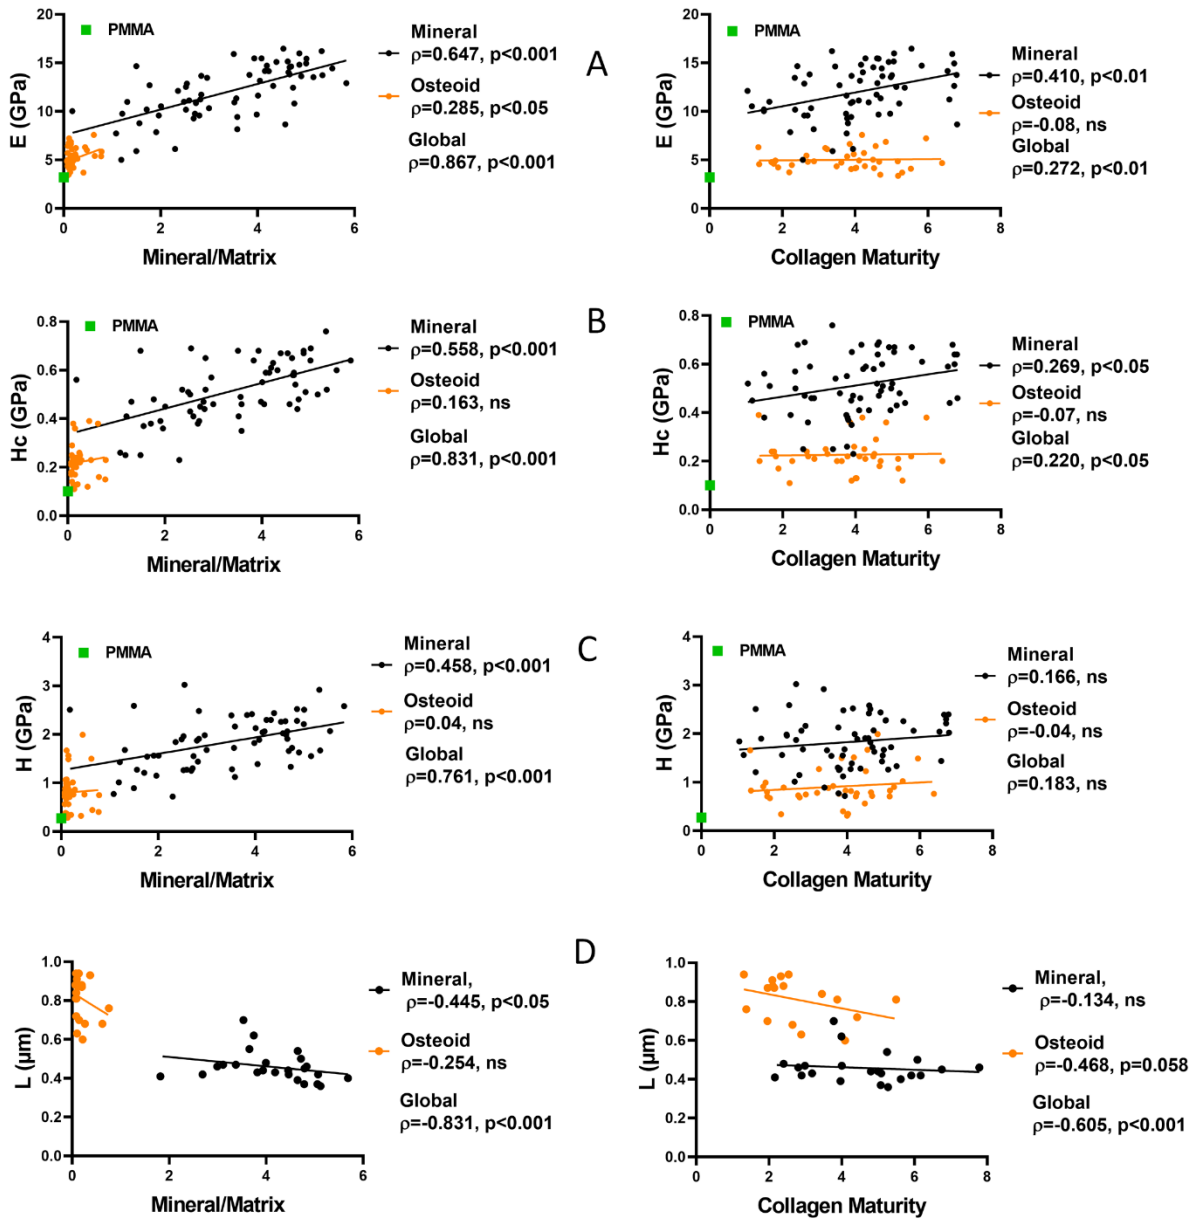 PMMA
Mineral
ρ=0.647, p<0.001
Osteoid
ρ=0.285, p<0.05
Global
ρ=0.867, p<0.001
E (GPa)
20
15
10
5
0
0
2
4
6
Mineral/Matrix
A
PMMA
Mineral
ρ=0.410, p<0.01
Osteoid
ρ=-0.08, ns
Global
ρ=0.272, p<0.01
E (GPa)
20
15
10
5
0
0
2
4
6
8
Collagen Maturity
PMMA
Mineral
ρ=0.558, p<0.001
Osteoid
ρ=0.163, ns
Global
ρ=0.831, p<0.001
Hc (GPa)
0.8
0.6
0.4
0.2
0.0
0
2
4
6
Mineral/Matrix
B
PMMA
Mineral
ρ=0.269, p<0.05
Osteoid
ρ=-0.07, ns
Global
ρ=0.220, p<0.05
Hc (GPa)
0.8
0.6
0.4
0.2
0.0
0
2
4
6
8
Collagen Maturity
PMMA
Mineral
ρ=0.458, p<0.001
Osteoid
ρ=0.04, ns
Global
ρ=0.761, p<0.001
H (GPa)
4
3
2
1
0
0
2
4
6
Mineral/Matrix
C
PMMA
Mineral
ρ=0.166, ns
Osteoid
ρ=-0.04, ns
Global
ρ=0.183, ns
H (GPa)
4
3
2
1
0
0
2
4
6
8
Collagen Maturity
Mineral,
ρ=-0.445, p<0.05
Osteoid
ρ=-0.254, ns
Global
ρ=-0.831, p<0.001
L (µm)
1.0
0.8
0.6
0.4
0.2
0.0
0
2
4
6
Mineral/Matrix
D
Mineral,
ρ=-0.134, ns
Osteoid
ρ=-0.468, p=0.058
Global
ρ=-0.605, p<0.001
L (µm)
1.0
0.8
0.6
0.4
0.2
0.0
0
2
4
6
8
Collagen Maturity